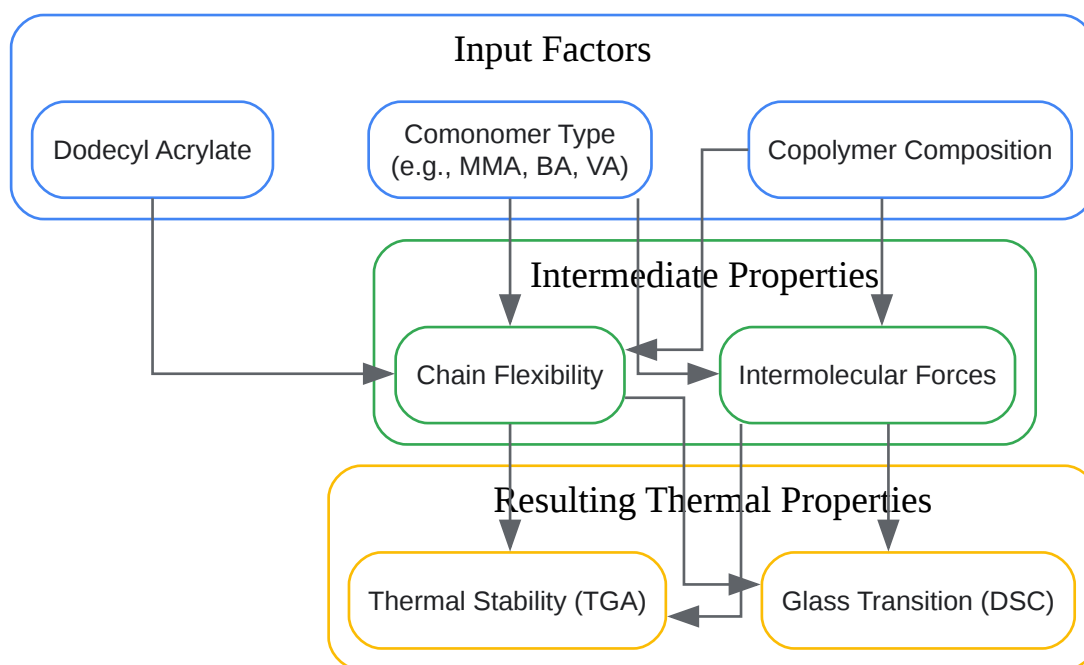 Input Factors
Dodecyl Acrylate
Comonomer Type
(e.g., MMA, BA, VA)
Copolymer Composition
Intermediate Properties
Chain Flexibility
Intermolecular Forces
Resulting Thermal Properties
Thermal Stability (TGA)
Glass Transition (DSC)